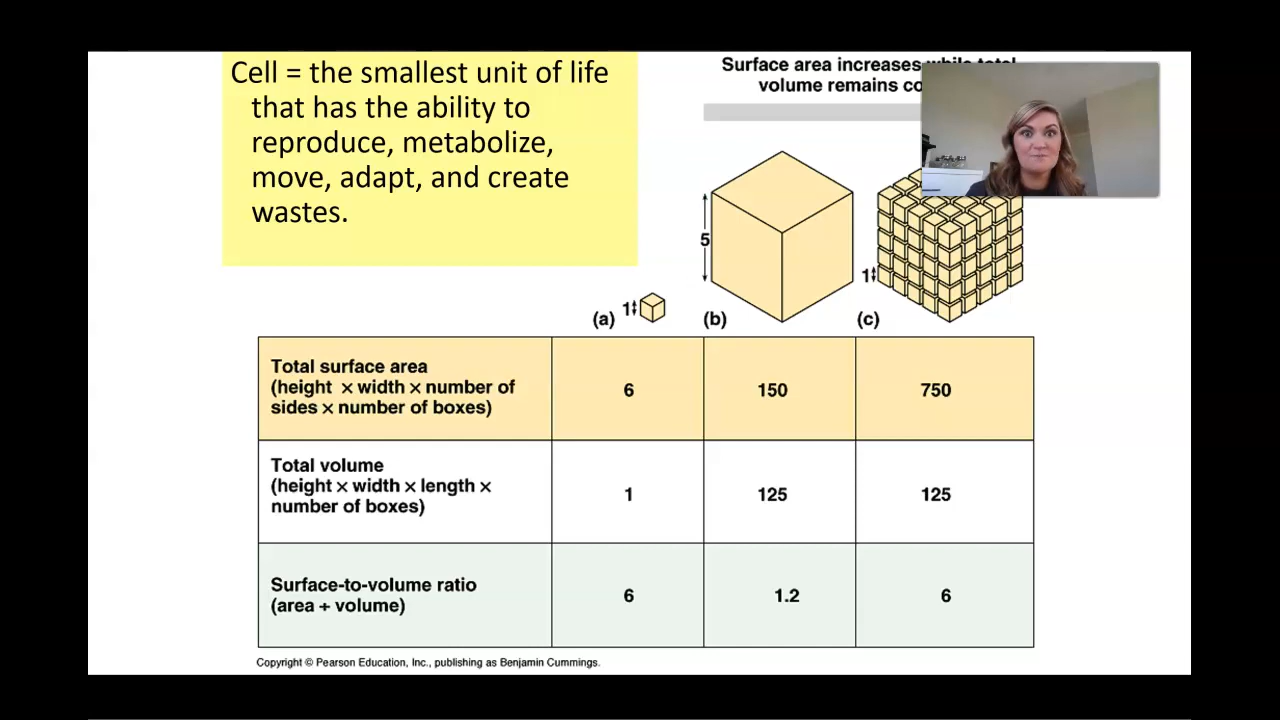 Cell = the smallest unit of life
that has the ability to
reproduce, metabolize,
move, adapt, and create
wastes.
Surface area increases while total
volume remains
5
1
1
(a)
(b)
(c)
Total surface area
(height × width × number of
sides × number of boxes)
6
150
750
Total volume
(height × width × length ×
number of boxes)
1
125
125
Surface-to-volume ratio
(area ÷ volume)
6
1.2
6
Copyright © Pearson Education, Inc., publishing as Benjamin Cummings.